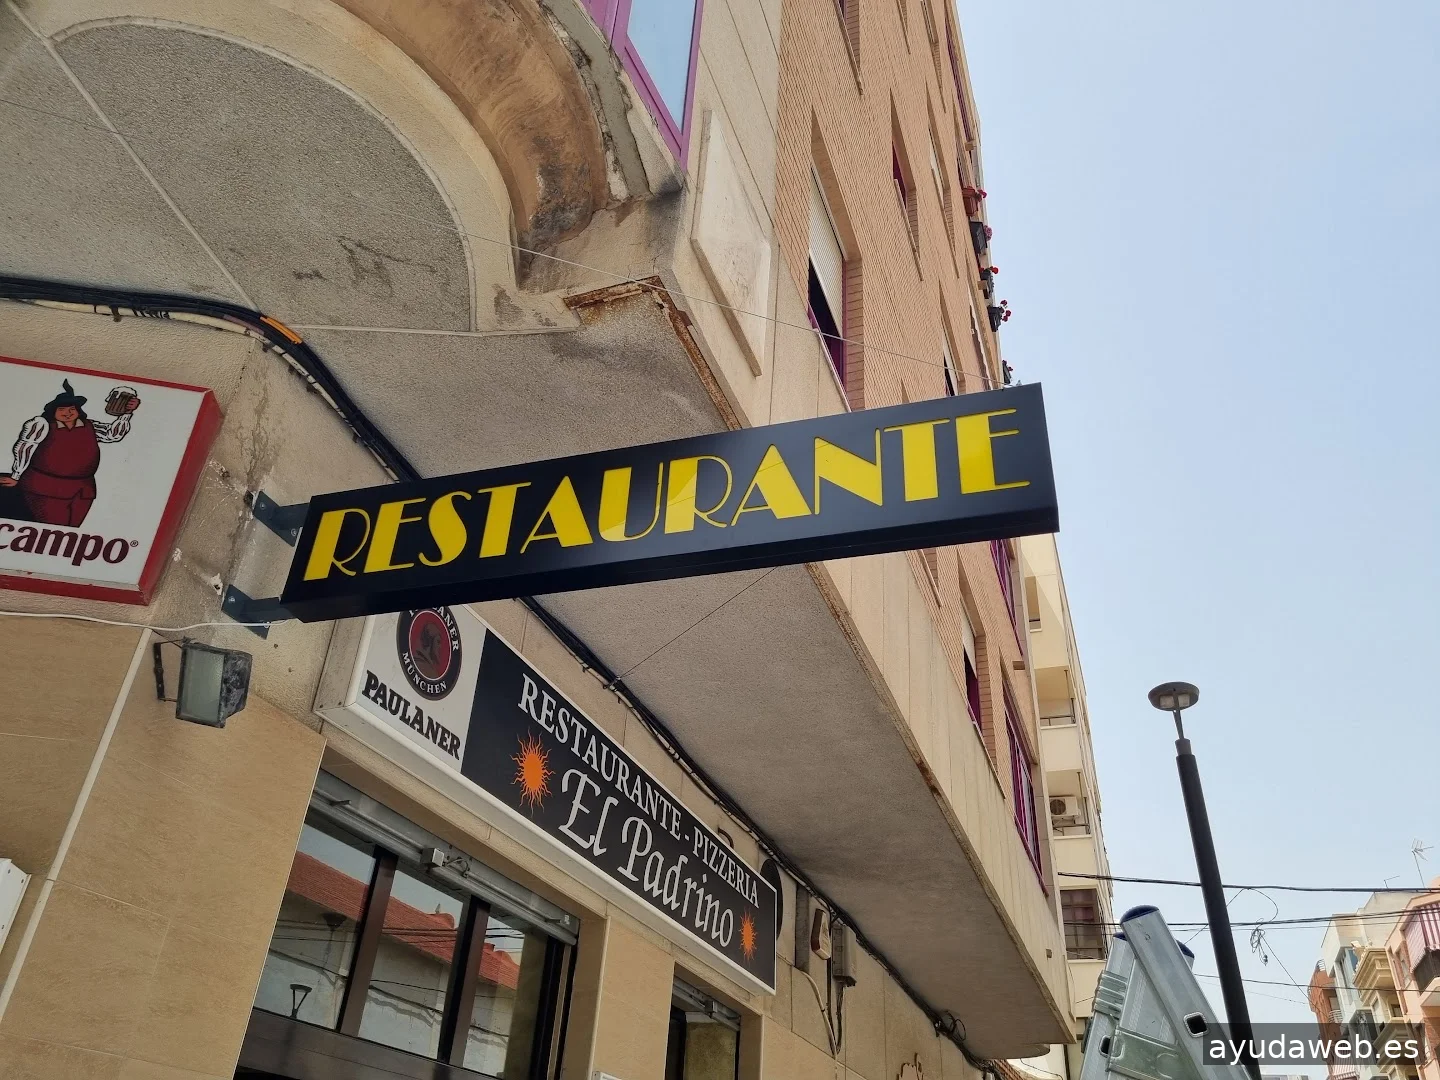 RESTAURANTE
campo®
PAULANER
MÜNCHEN
PAULANER
RESTAURANTE - PIZZERIA
El Padrino
ayudaweb.es